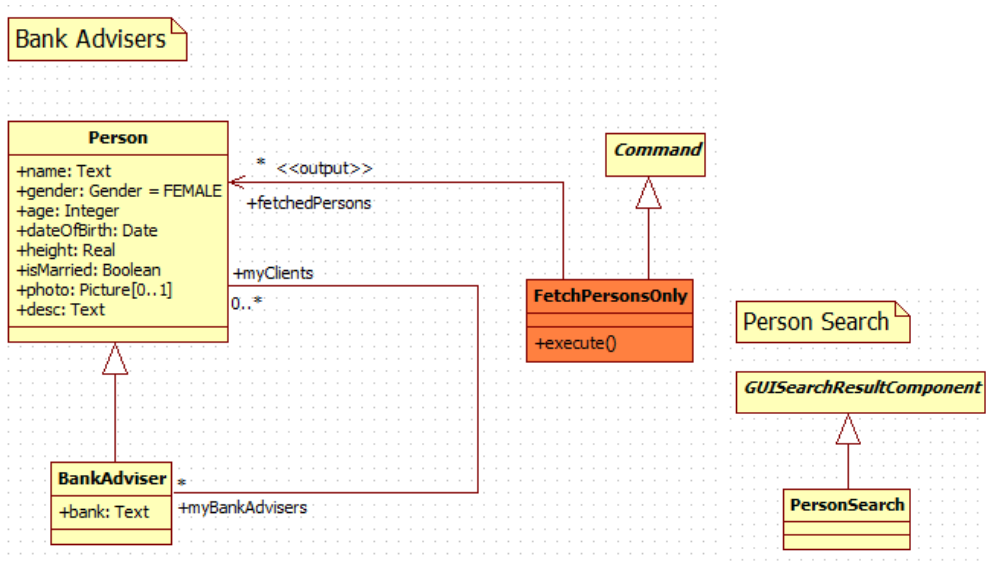 Bank Advisers
Person
+name: Text
+gender: Gender = FEMALE
+age: Integer
+dateOfBirth: Date
+height: Real
+isMarried: Boolean
+photo: Picture[0..1]
+desc: Text
* <<output>>
+fetchedPersons
Command
+myClients
0..*
FetchPersonsOnly
+execute()
BankAdviser
+bank: Text
*
+myBankAdvisers
Person Search
GUISearchResultComponent
PersonSearch